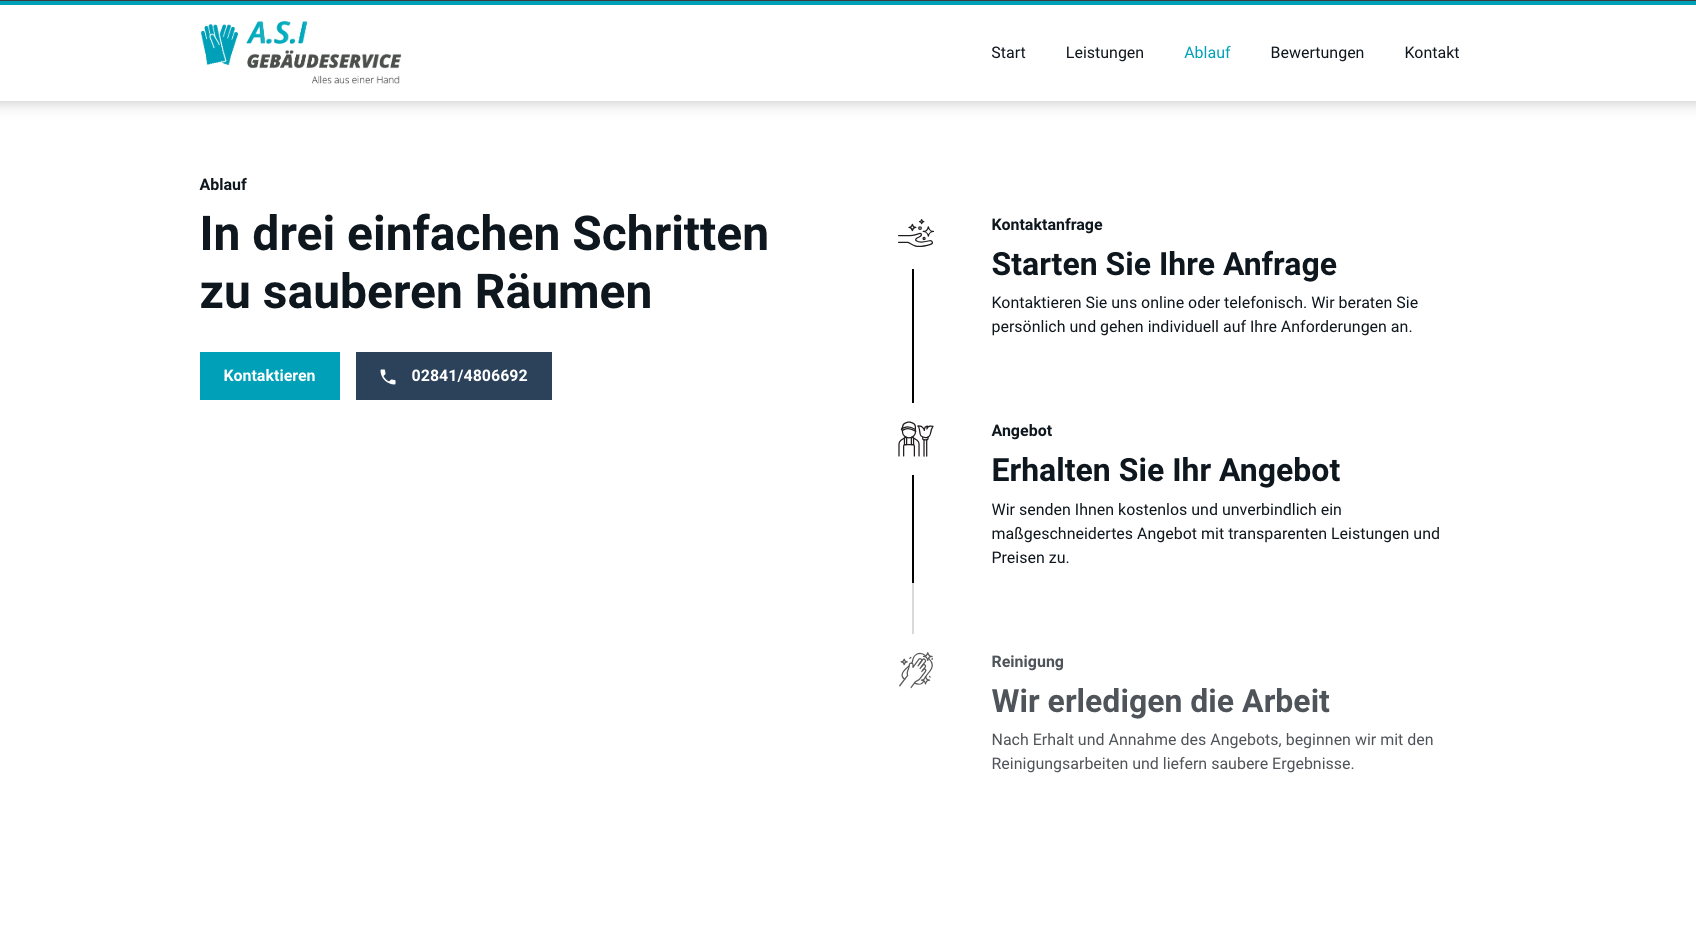 A.S.I
GEBÄUDESERVICE
Alles aus einer Hand
Start
Leistungen
Ablauf
Bewertungen
Kontakt
Ablauf
In drei einfachen Schritten
zu sauberen Räumen
Kontaktieren
02841/4806692
Kontaktanfrage
Starten Sie Ihre Anfrage
Kontaktieren Sie uns online oder telefonisch. Wir beraten Sie
persönlich und gehen individuell auf Ihre Anforderungen an.
Angebot
Erhalten Sie Ihr Angebot
Wir senden Ihnen kostenlos und unverbindlich ein
maßgeschneidertes Angebot mit transparenten Leistungen und
Preisen zu.
Reinigung
Wir erledigen die Arbeit
Nach Erhalt und Annahme des Angebots, beginnen wir mit den
Reinigungsarbeiten und liefern saubere Ergebnisse.